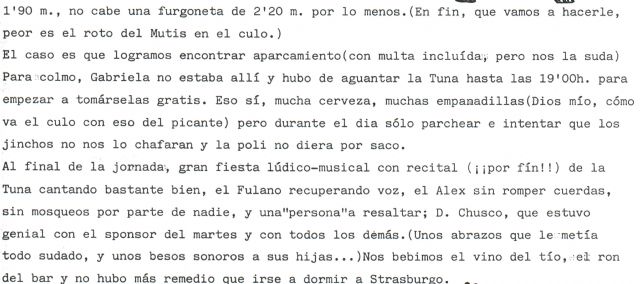 1'90 m., no cabe una furgoneta de 2'20 m. por lo menos.(En fin, que vamos a hacerle,
peor es el roto del Mutis en el culo.)
El caso es que logramos encontrar aparcamiento(con multa incluída, pero nos la suda)
Para colmo, Gabriela no estaba allí y hubo de aguantar la Tuna hasta las 19'00h. para
empezar a tomárselas gratis. Eso sí, mucha cerveza, muchas empanadillas(Dios mío, cómo
va el culo con eso del picante) pero durante el dia sólo parchear e intentar que los
jinchos no nos lo chafaran y la poli no diera por saco.
Al final de la jornada, gran fiesta lúdico-musical con recital (¡¡por fín!!) de la
Tuna cantando bastante bien, el Fulano recuperando voz, el Alex sin romper cuerdas,
sin mosqueos por parte de nadie, y una"persona"a resaltar; D. Chusco, que estuvo
genial con el sponsor del martes y con todos los demás.(Unos abrazos que le metía
todo sudado, y unos besos sonoros a sus hijas...)Nos bebimos el vino del tío, el ron
del bar y no hubo más remedio que irse a dormir a Strasburgo.